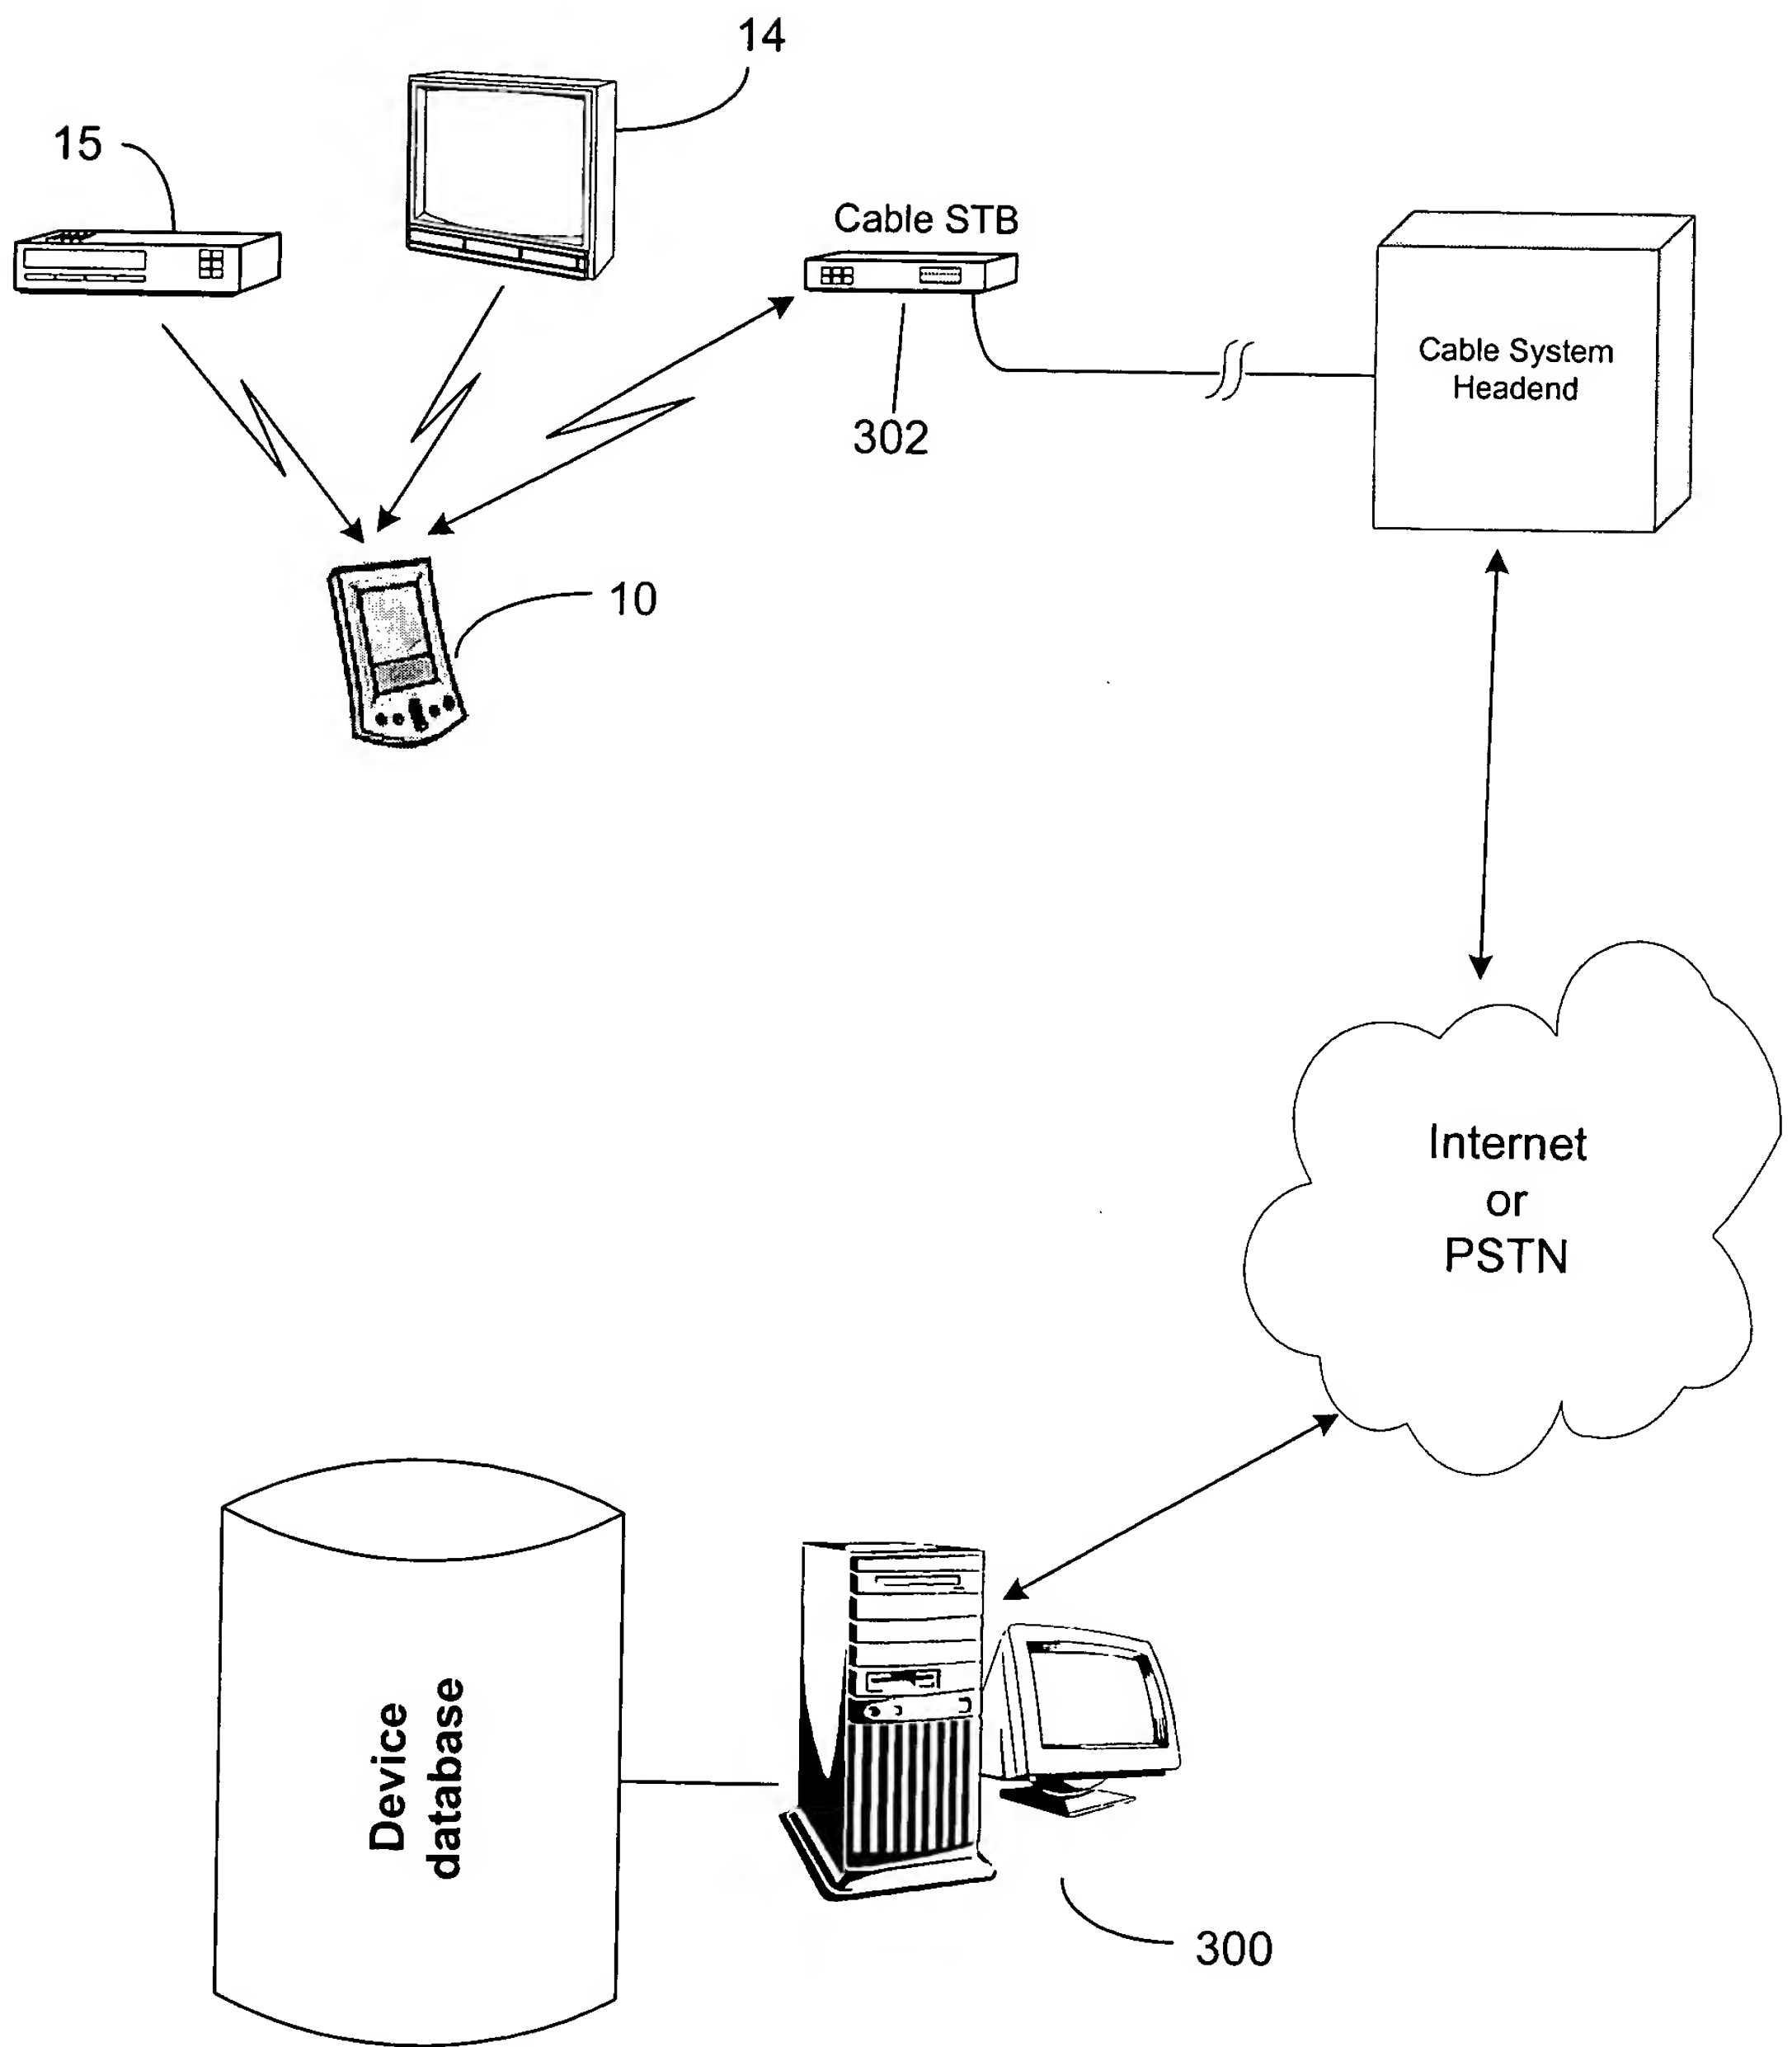 14
15
Cable STB
Cable System
Headend
302
10
Internet
or
PSTN
Device
database
300